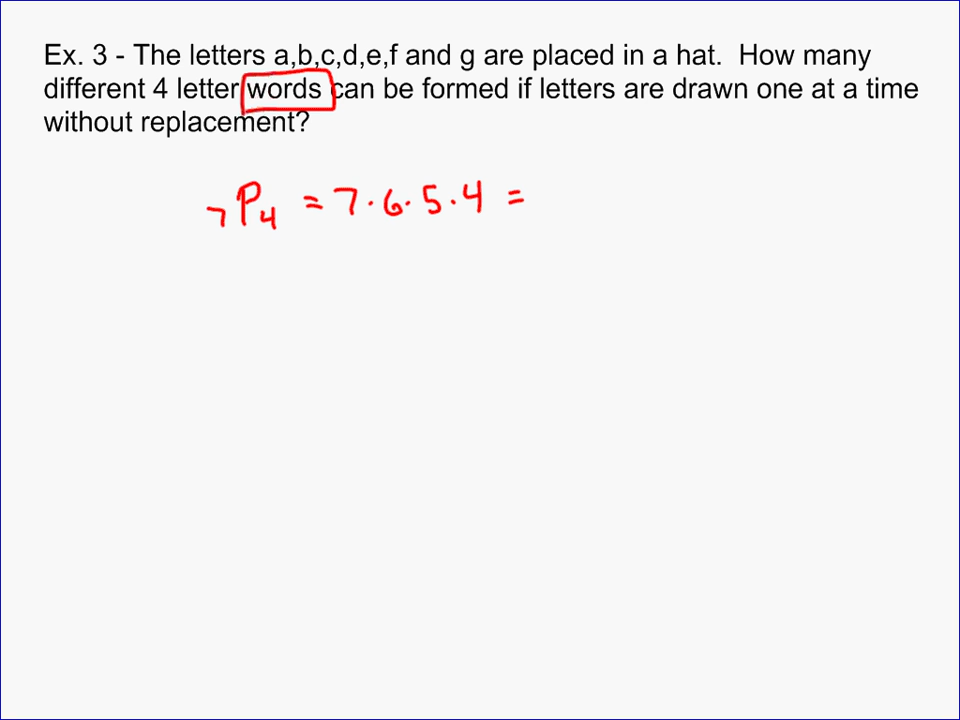 Ex. 3 - The letters a,b,c,d,e,f and g are placed in a hat.  How many
different 4 letter words can be formed if letters are drawn one at a time
without replacement?
₇P₄ = 7·6·5·4 =